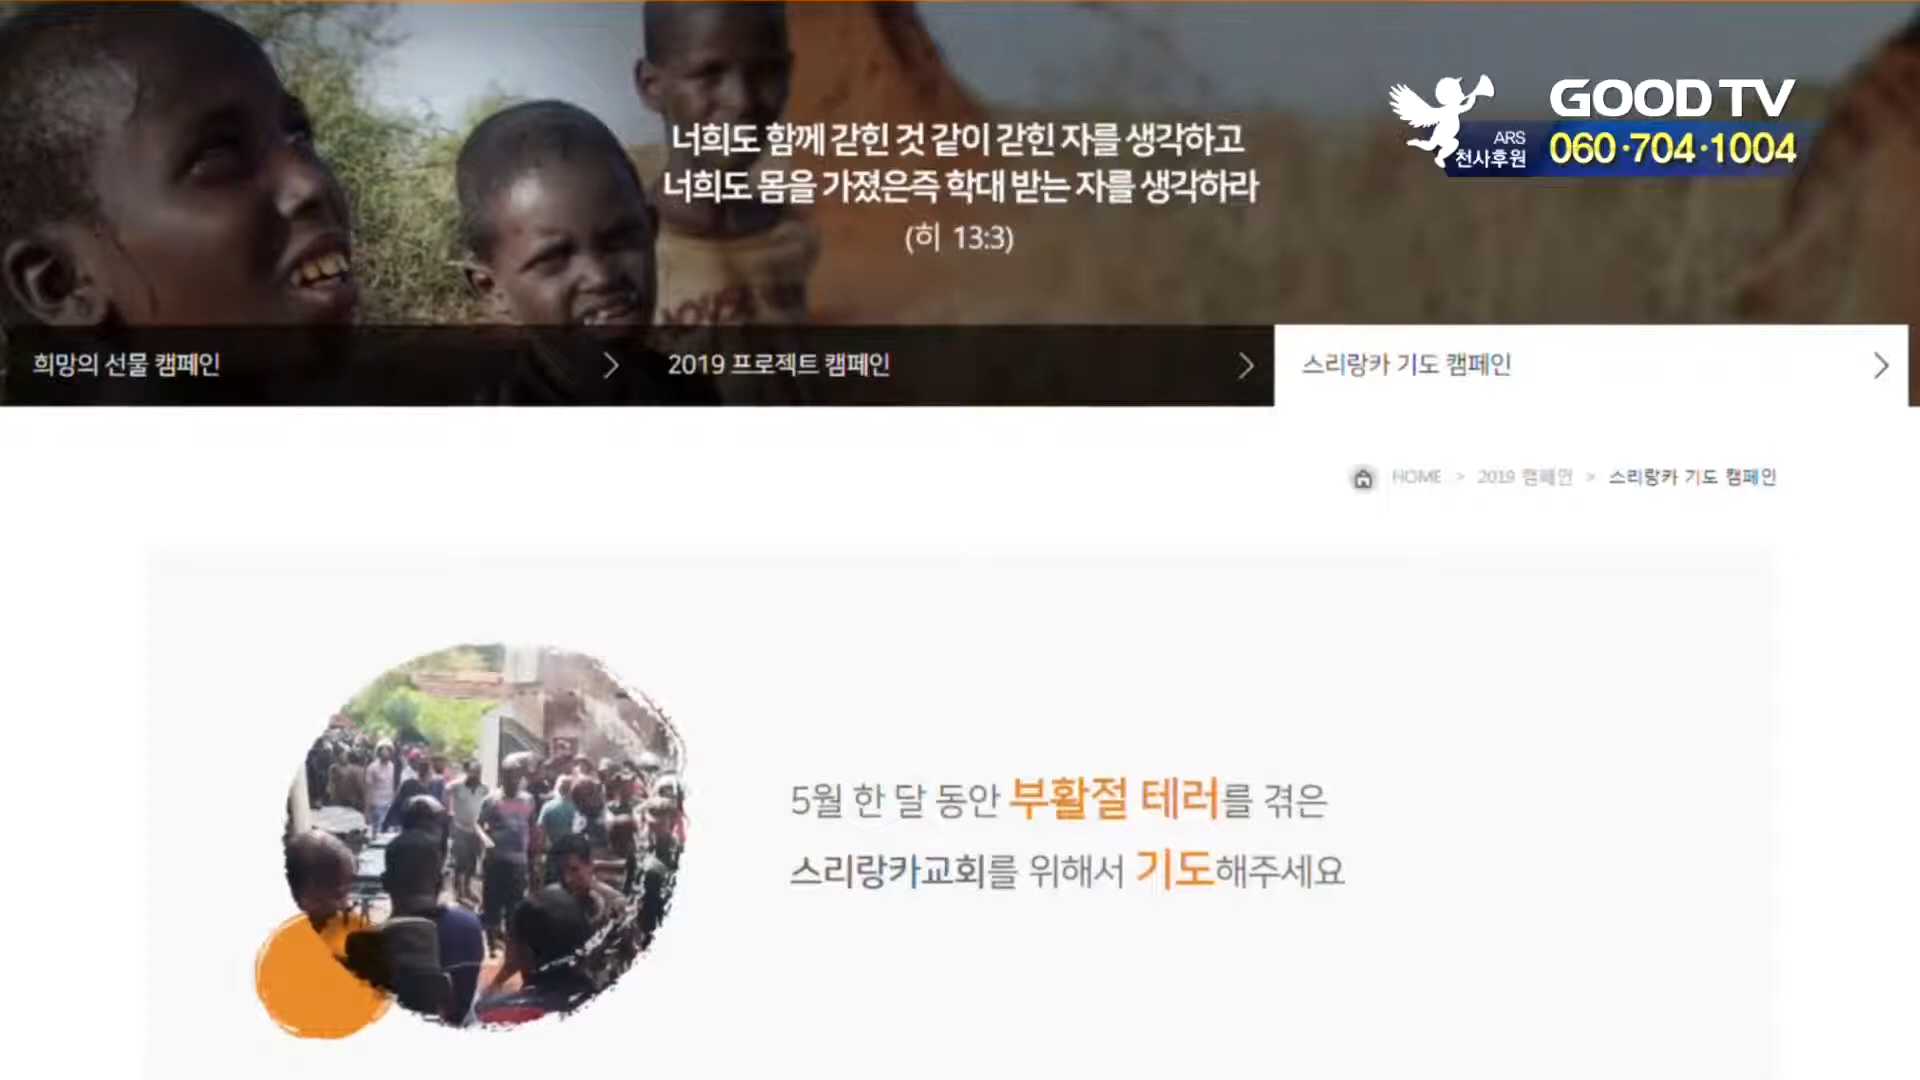 GOOD TV
ARS
천사후원
060·704·1004
너희도 함께 갇힌 것 같이 갇힌 자를 생각하고
너희도 몸을 가졌은즉 학대 받는 자를 생각하라
(히 13:3)
희망의 선물 캠페인
2019 프로젝트 캠페인
스리랑카 기도 캠페인
HOME > 2019 캠페인 > 스리랑카 기도 캠페인
5월 한 달 동안 부활절 테러를 겪은
스리랑카교회를 위해서 기도해주세요